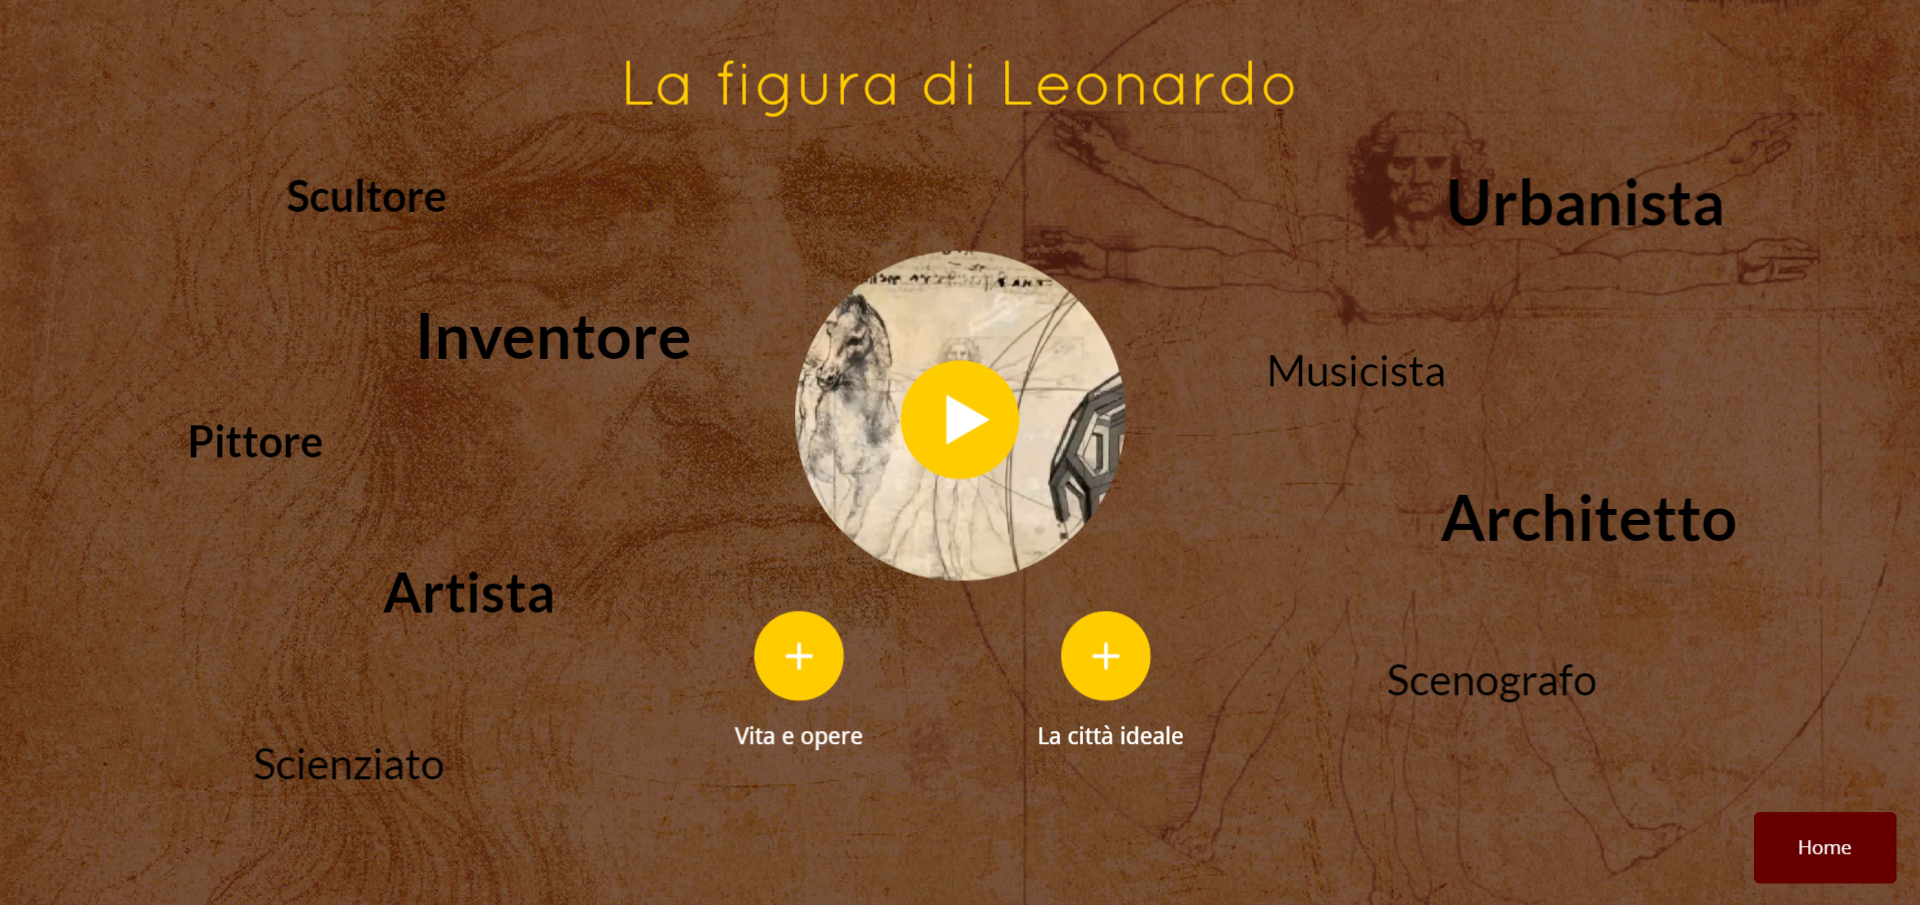 La figura di Leonardo
Scultore
Urbanista
Inventore
Musicista
Pittore
Architetto
Artista
Scenografo
Vita e opere
La città ideale
Scienziato
Home